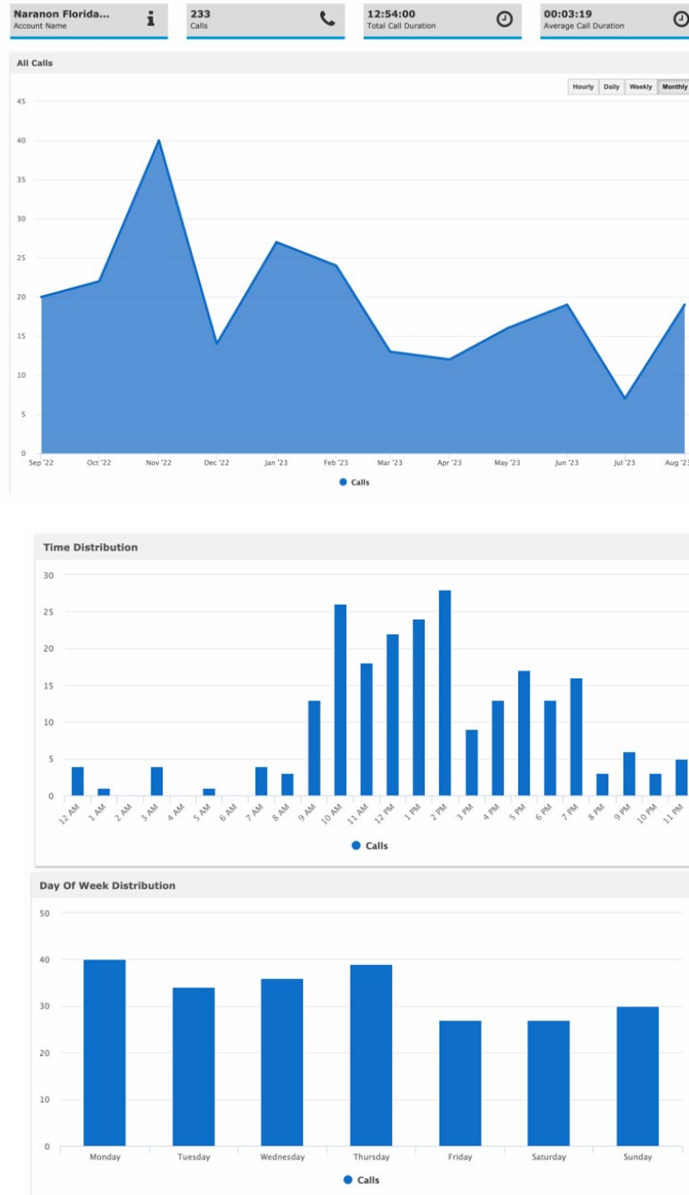 Naranon Florida...
Account Name
233
Calls
12:54:00
Total Call Duration
00:03:19
Average Call Duration
All Calls
Hourly Daily Weekly Monthly
45
40
35
30
25
20
15
10
5
0
Sep '22 Oct '22 Nov '22 Dec '22 Jan '23 Feb '23 Mar '23 Apr '23 May '23 Jun '23 Jul '23 Aug '23
Calls
Time Distribution
30
25
20
15
10
5
0
12 AM 1 AM 2 AM 3 AM 4 AM 5 AM 6 AM 7 AM 8 AM 9 AM 10 AM 11 AM 12 PM 1 PM 2 PM 3 PM 4 PM 5 PM 6 PM 7 PM 8 PM 9 PM 10 PM 11 PM
Calls
Day Of Week Distribution
50
40
30
20
10
0
Monday Tuesday Wednesday Thursday Friday Saturday Sunday
Calls